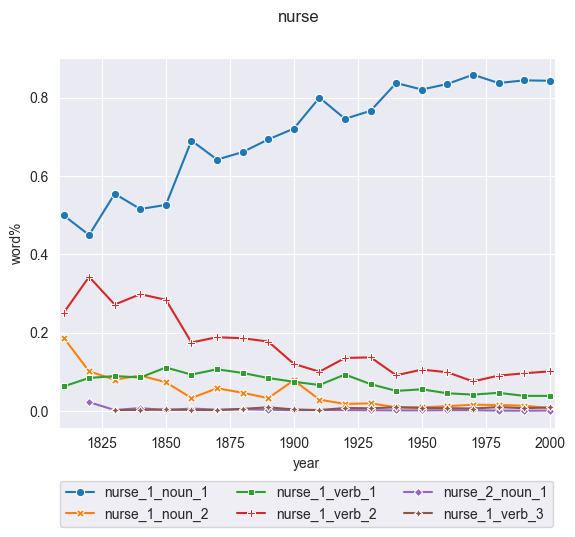 nurse
0.8
0.6
0.4
0.2
0.0
word%
1825 1850 1875 1900 1925 1950 1975 2000
year
nurse_1_noun_1 nurse_1_verb_1 nurse_2_noun_1
nurse_1_noun_2 nurse_1_verb_2 nurse_1_verb_3